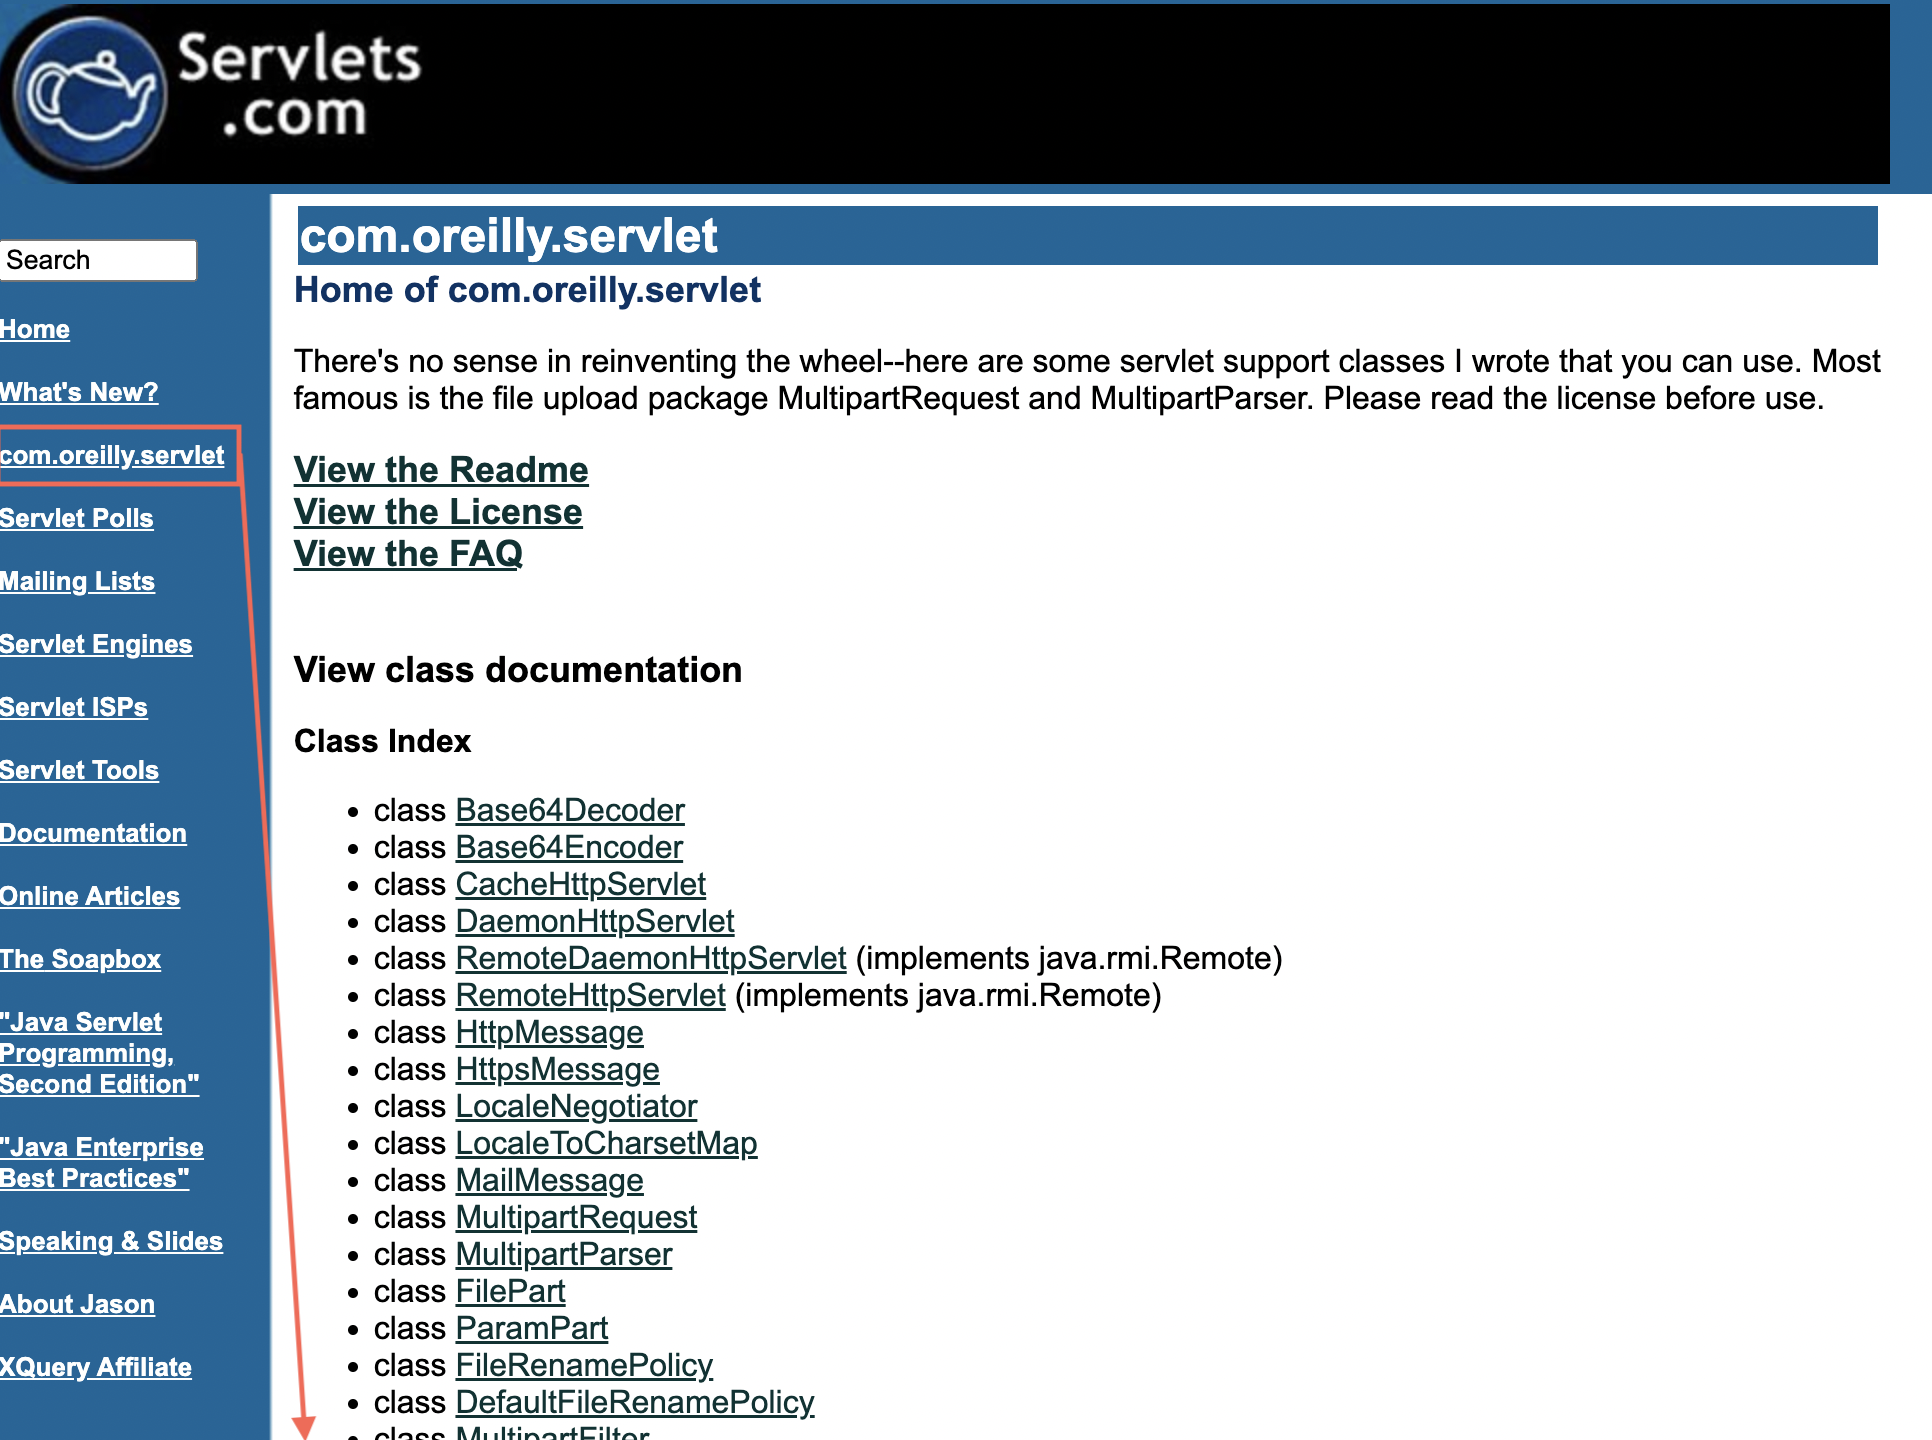 Servlets
.com
Search
Home
What's New?
com.oreilly.servlet
Servlet Polls
Mailing Lists
Servlet Engines
Servlet ISPs
Servlet Tools
Documentation
Online Articles
The Soapbox
"Java Servlet
Programming,
Second Edition"
"Java Enterprise
Best Practices"
Speaking & Slides
About Jason
XQuery Affiliate
com.oreilly.servlet
Home of com.oreilly.servlet
There's no sense in reinventing the wheel--here are some servlet support classes I wrote that you can use. Most
famous is the file upload package MultipartRequest and MultipartParser. Please read the license before use.
View the Readme
View the License
View the FAQ
View class documentation
Class Index
• class Base64Decoder
• class Base64Encoder
• class CacheHttpServlet
• class DaemonHttpServlet
• class RemoteDaemonHttpServlet (implements java.rmi.Remote)
• class RemoteHttpServlet (implements java.rmi.Remote)
• class HttpMessage
• class HttpsMessage
• class LocaleNegotiator
• class LocaleToCharsetMap
• class MailMessage
• class MultipartRequest
• class MultipartParser
• class FilePart
• class ParamPart
• class FileRenamePolicy
• class DefaultFileRenamePolicy
• class MultipartFilter